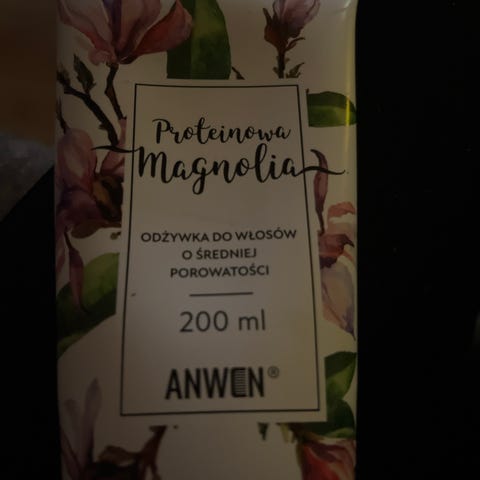 Proteinowa
Magnolia
ODŻYWKA DO WŁOSÓW
O ŚREDNIEJ
POROWATOŚCI
200 ml
ANWEN®